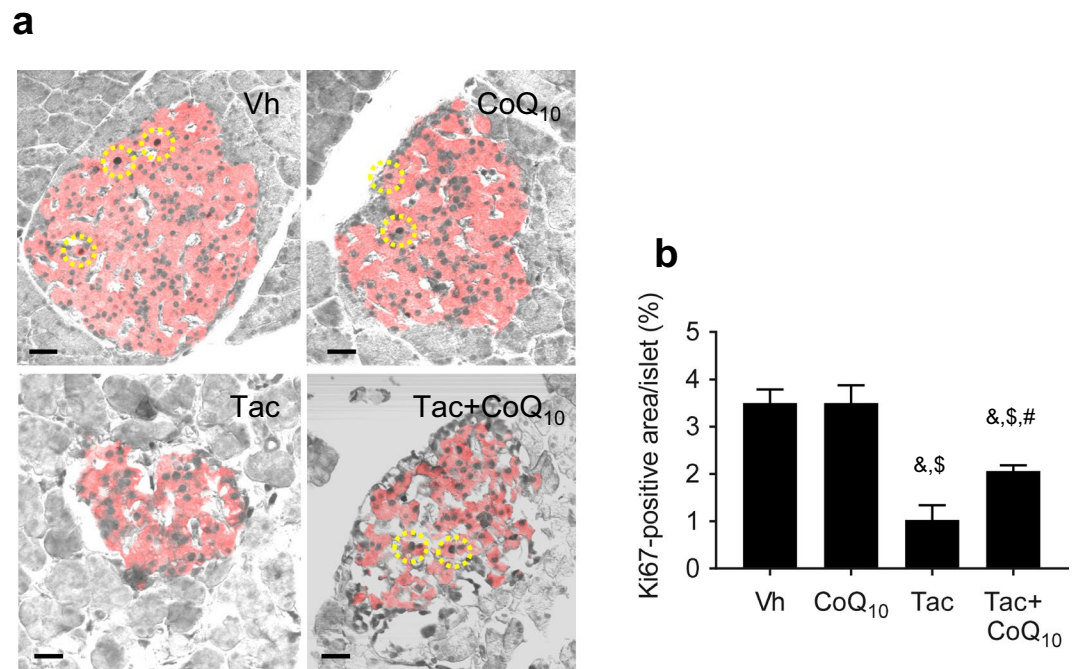 a
Vh
CoQ10
Tac
Tac+CoQ10
b
Ki67-positive area/islet (%)
5
4
3
2
1
0
&,$
&,$,#
Vh
CoQ10
Tac
Tac+
CoQ10